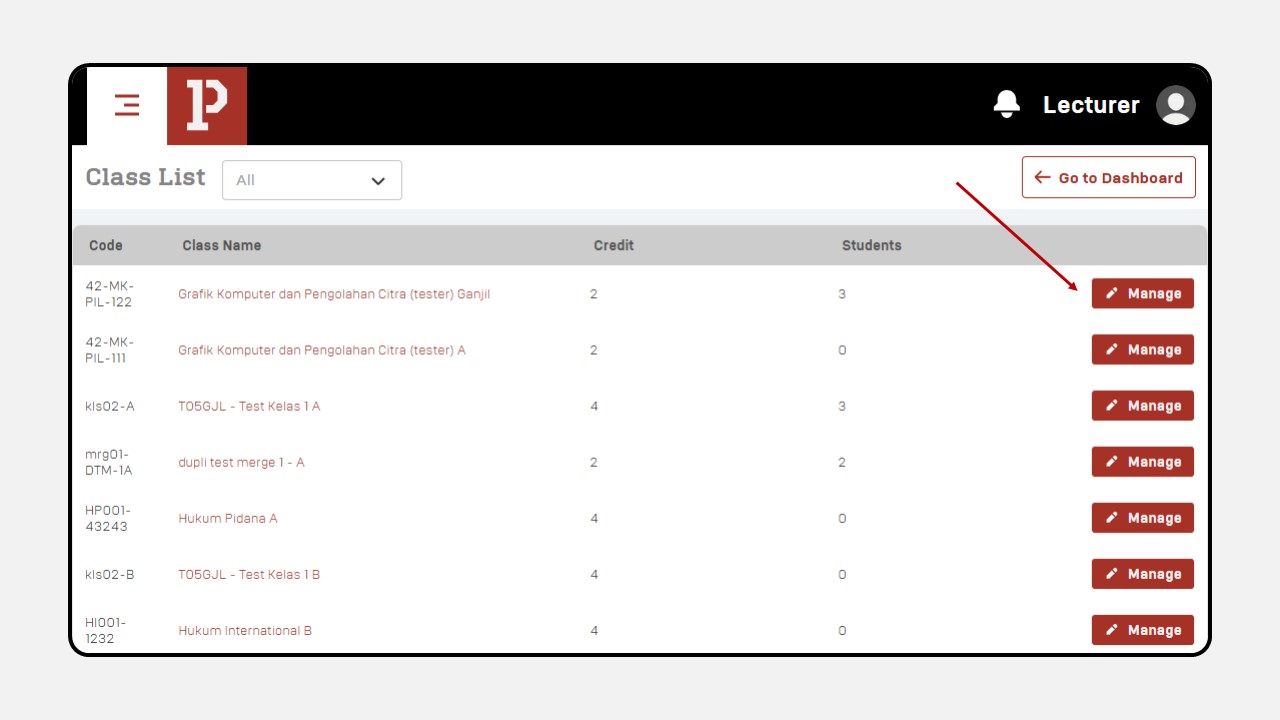 P
Lecturer
Class List
All
Go to Dashboard
Code Class Name Credit Students
42-MK-
PIL-122
Grafik Komputer dan Pengolahan Citra (tester) Ganjil 2 3 Manage
42-MK-
PIL-111
Grafik Komputer dan Pengolahan Citra (tester) A 2 0 Manage
kls02-A T05GJL - Test Kelas 1 A 4 3 Manage
mrg01-
DTM-1A
dupli test merge 1 - A 2 2 Manage
HP001-
43243
Hukum Pidana A 4 0 Manage
kls02-B T05GJL - Test Kelas 1 B 4 0 Manage
HI001-
1232
Hukum International B 4 0 Manage